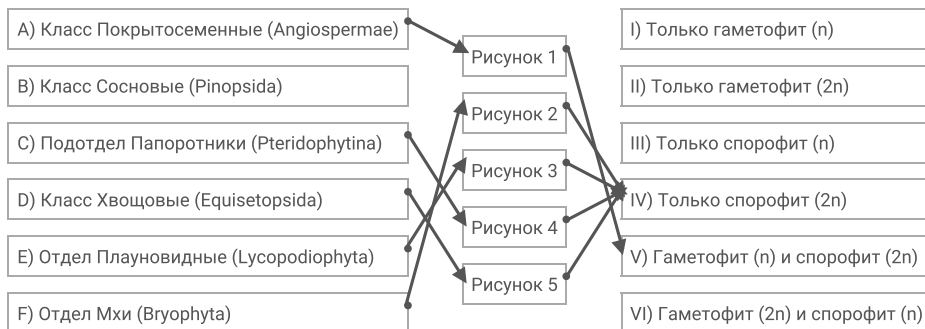 A) Класс Покрытосеменные (Angiospermae)
B) Класс Сосновые (Pinopsida)
C) Подотдел Папоротники (Pteridophytina)
D) Класс Хвощовые (Equisetopsida)
E) Отдел Плауновидные (Lycopodiophyta)
F) Отдел Мхи (Bryophyta)
Рисунок 1
Рисунок 2
Рисунок 3
Рисунок 4
Рисунок 5
I) Только гаметофит (n)
II) Только гаметофит (2n)
III) Только спорофит (n)
IV) Только спорофит (2n)
V) Гаметофит (n) и спорофит (2n)
VI) Гаметофит (2n) и спорофит (n)